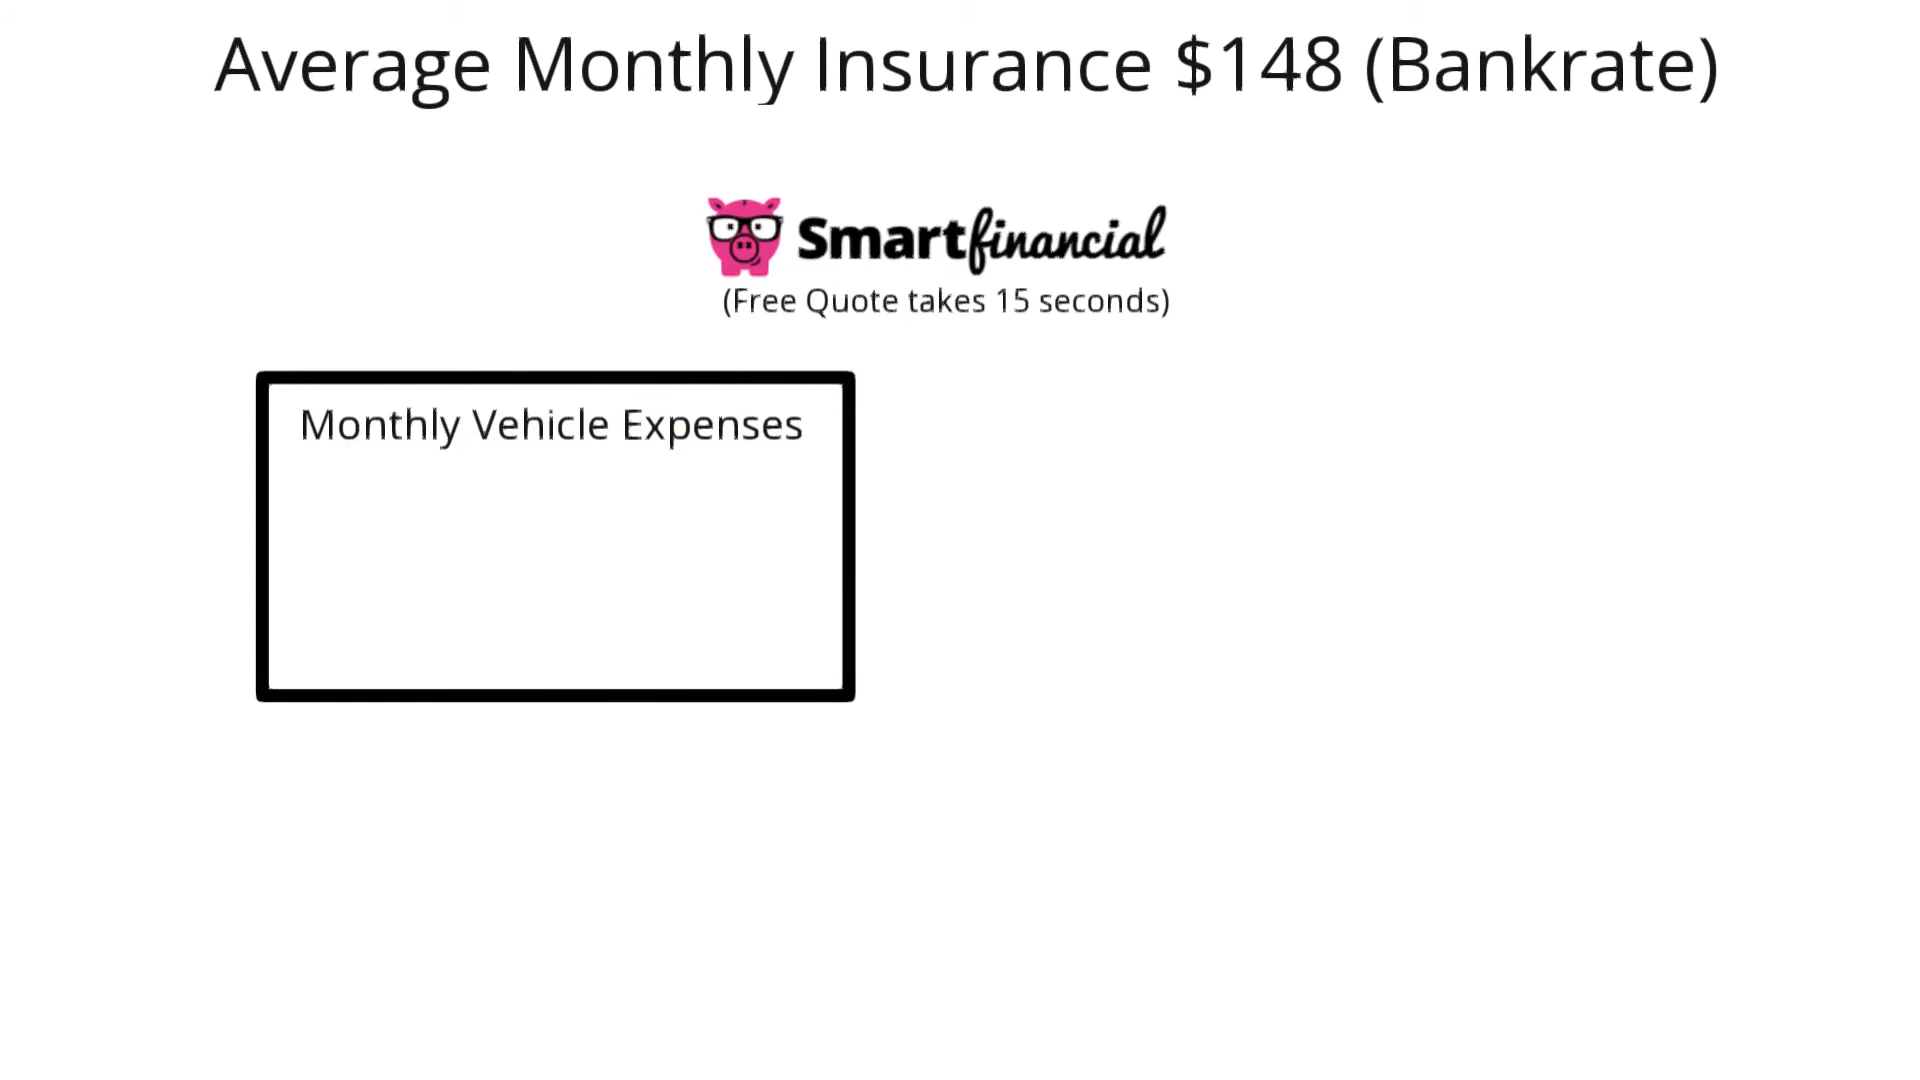 Average Monthly Insurance $148 (Bankrate)
Smartfinancial
(Free Quote takes 15 seconds)
Monthly Vehicle Expenses